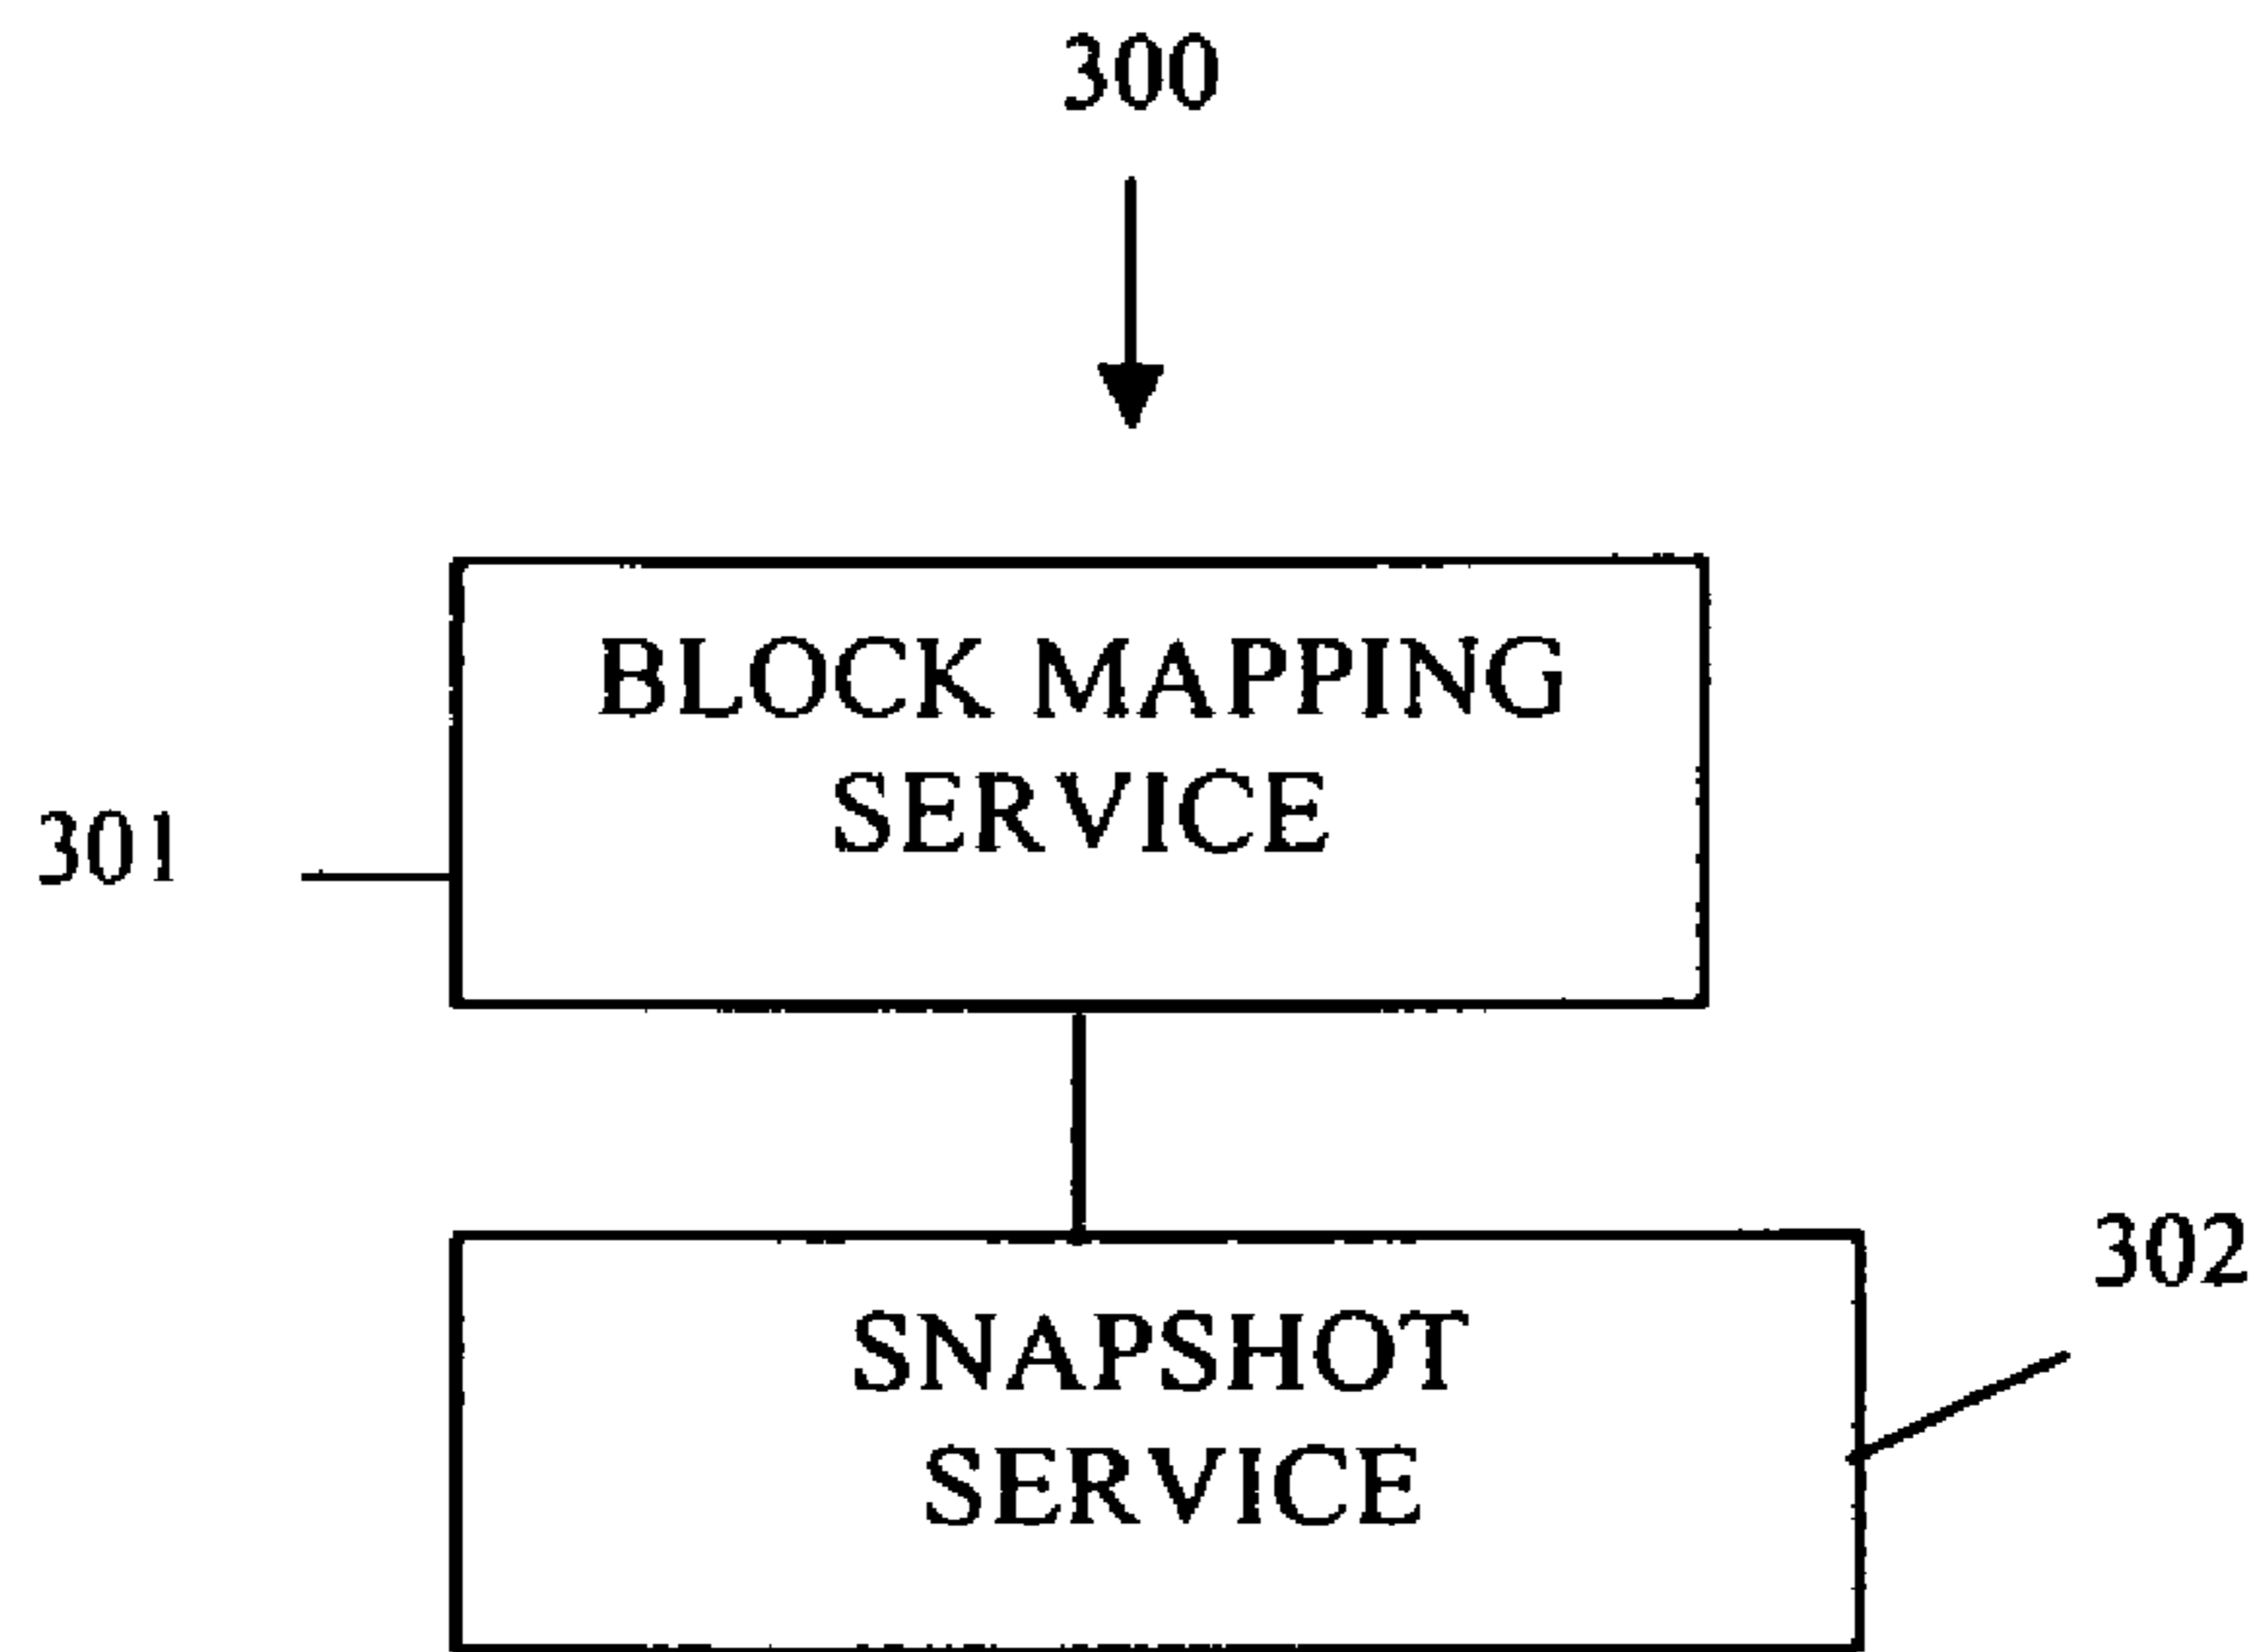 300
BLOCK MAPPING
SERVICE
301
302
SNAPSHOT
SERVICE